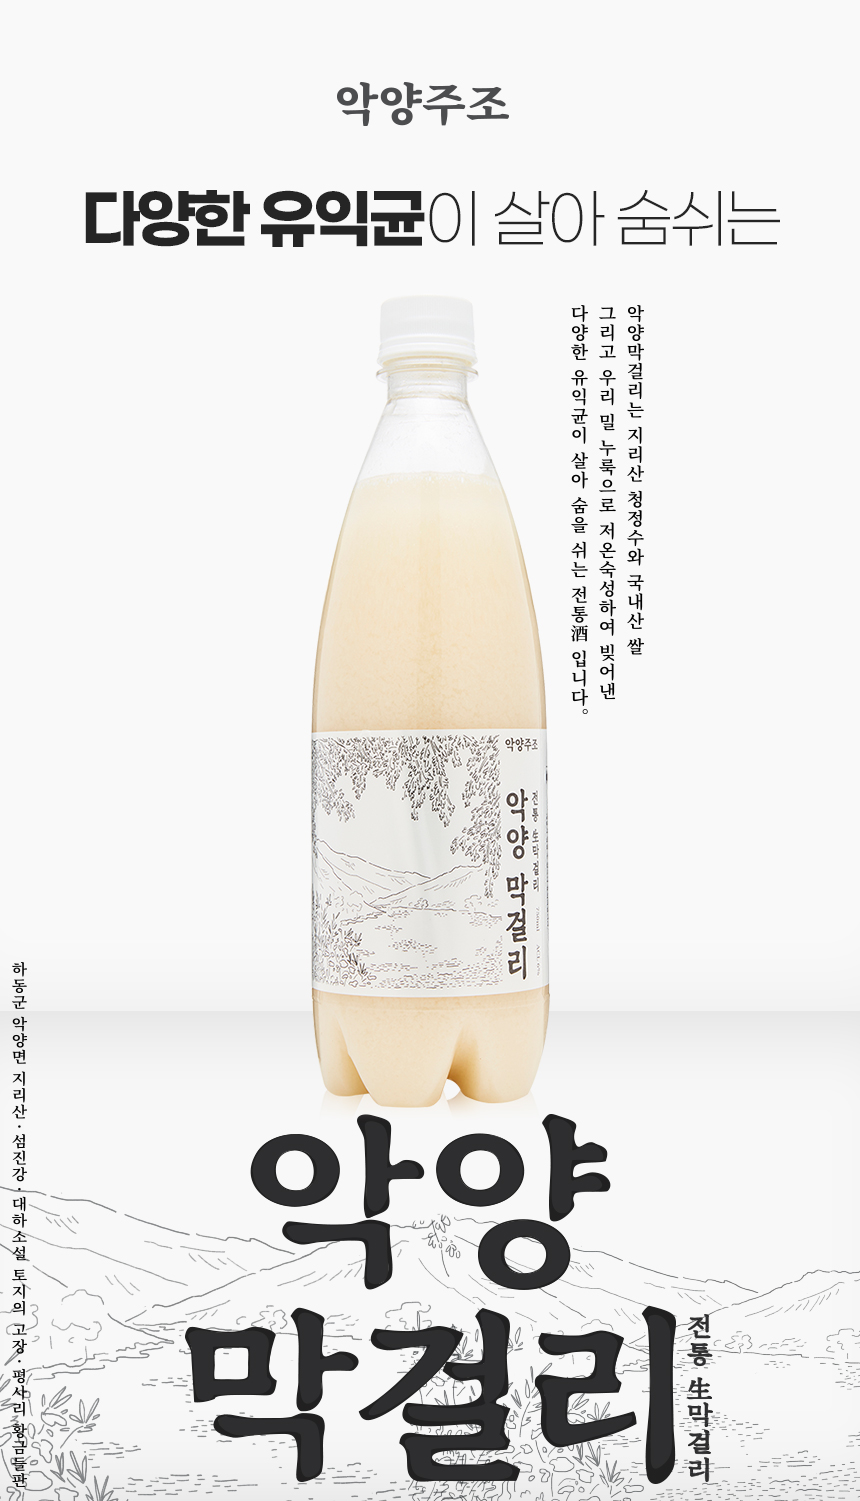 악양주조
다양한 유익균이 살아 숨쉬는
악양막걸리는 지리산 청정수와 국내산 쌀
그리고 우리 밀 누룩으로 저온숙성하여 빚어낸
다양한 유익균이 살아 숨을 쉬는 전통酒 입니다.
악양주조
전통 生막걸리
악양 막걸리
하동군 악양면 지리산·섬진강·대하소설 토지의 고장·평사리 황금들판
악양
막걸리
전통 生막걸리